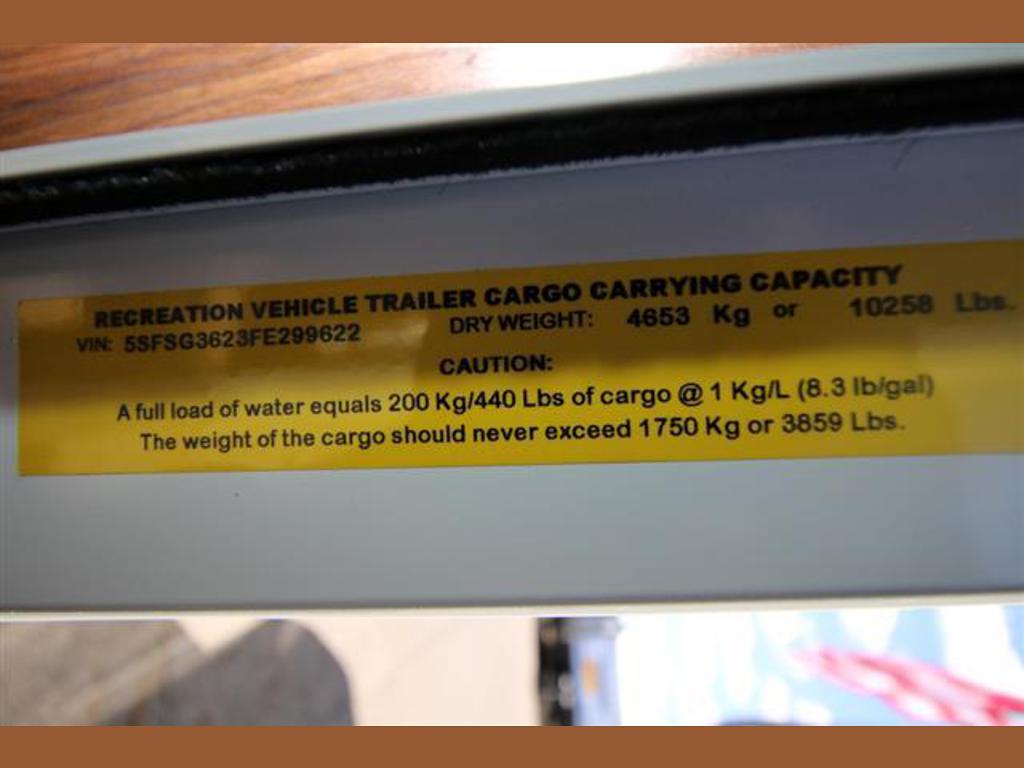 RECREATION VEHICLE TRAILER CARGO CARRYING CAPACITY
VIN: 5SFSG3623FE299622 DRY WEIGHT: 4653 Kg or 10258 Lbs.
CAUTION:
A full load of water equals 200 Kg/440 Lbs of cargo @ 1 Kg/L (8.3 lb/gal)
The weight of the cargo should never exceed 1750 Kg or 3859 Lbs.